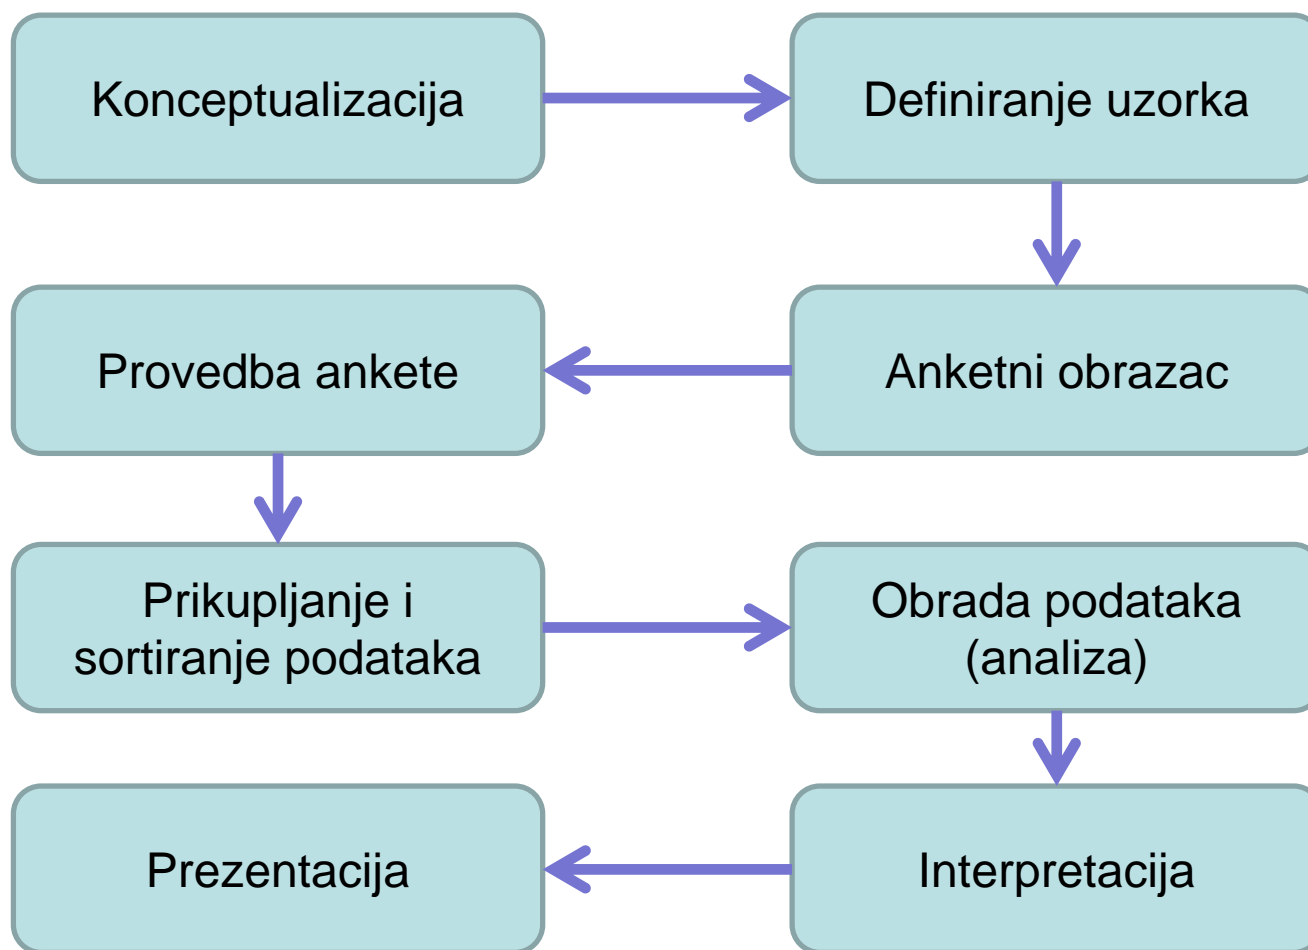 Konceptualizacija
Definiranje uzorka
Provedba ankete
Anketni obrazac
Prikupljanje i
sortiranje podataka
Obrada podataka
(analiza)
Prezentacija
Interpretacija